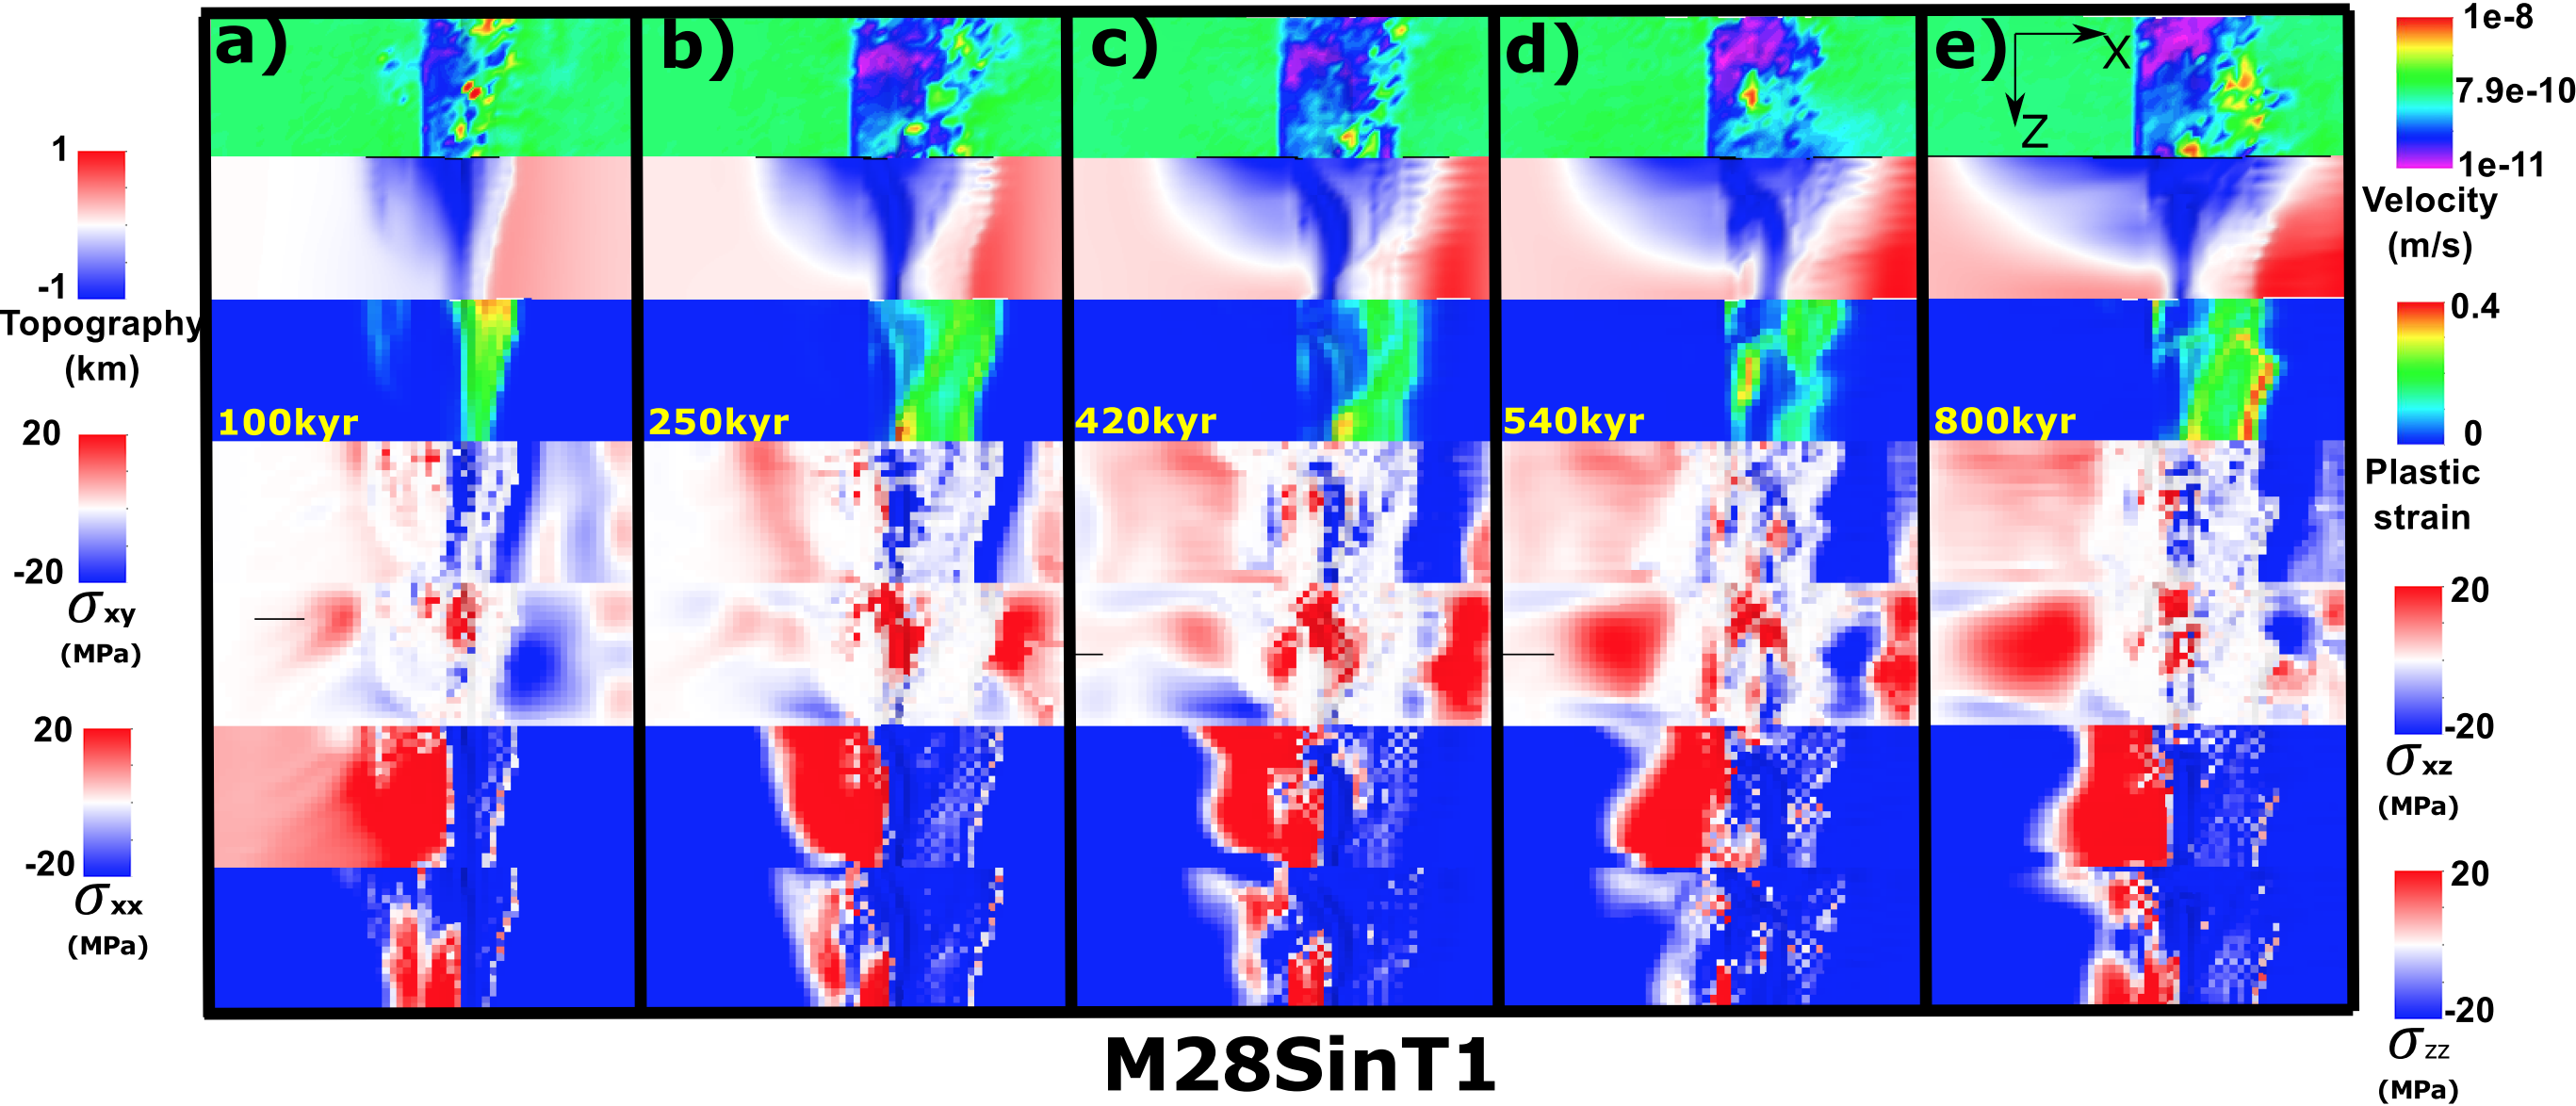 a)
b)
c)
d)
e)
X
Z
1e-8
7.9e-10
1e-11
Velocity
(m/s)
1
-1
Topography
(km)
0.4
0
Plastic
strain
100kyr
250kyr
420kyr
540kyr
800kyr
20
-20
σxy
(MPa)
20
-20
σxz
(MPa)
20
-20
σxx
(MPa)
20
-20
σzz
(MPa)
M28SinT1